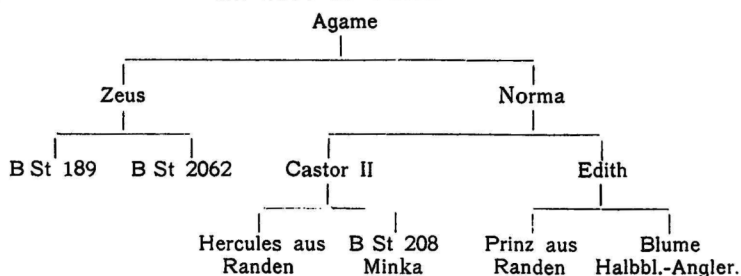 Agame
Zeus Norma
B St 189 B St 2062 Castor II Edith
Hercules aus B St 208 Prinz aus Blume
Randen Minka Randen Halbbl.-Angler.